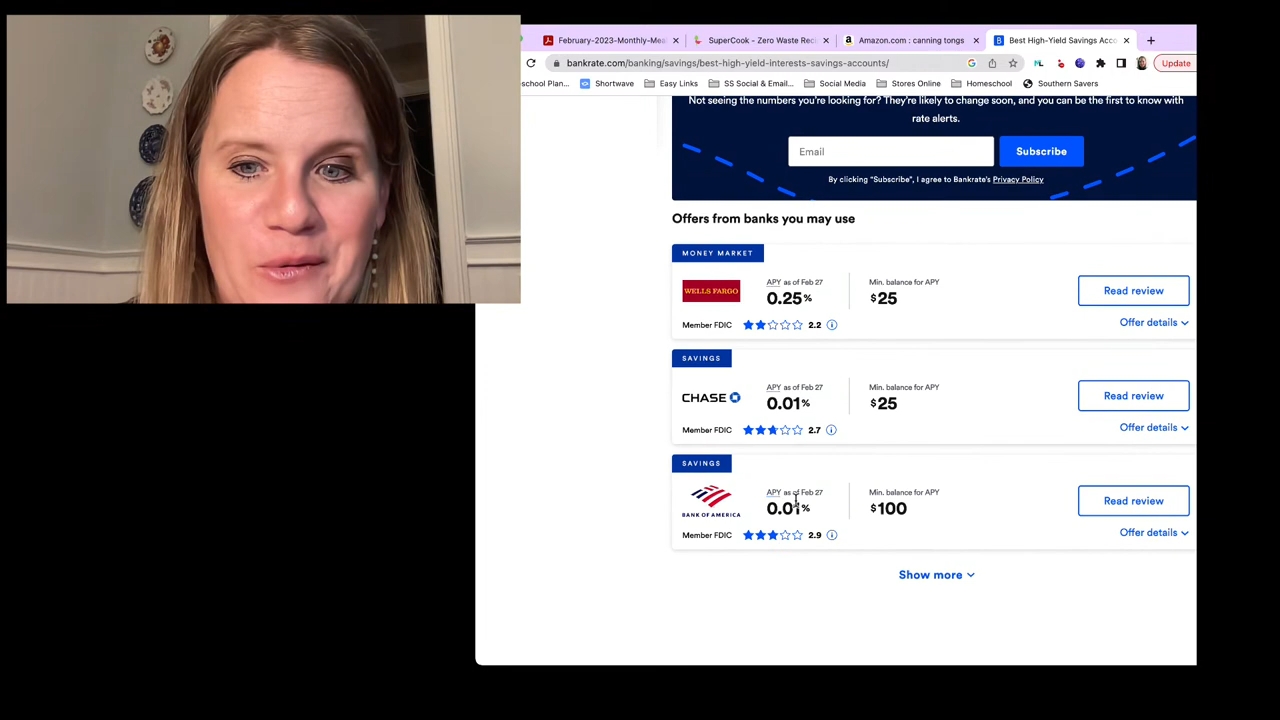 February-2023-Monthly-Mea
SuperCook - Zero Waste Reci
Amazon.com : canning tongs
Best High-Yield Savings Acco
bankrate.com/banking/savings/best-high-yield-interests-savings-accounts/
Update
school Plan...
Shortwave
Easy Links
SS Social & Email...
Social Media
Stores Online
Homeschool
Southern Savers
Not seeing the numbers you're looking for? They're likely to change soon, and you can be the first to know with
rate alerts.
Email
Subscribe
By clicking "Subscribe", I agree to Bankrate's Privacy Policy
Offers from banks you may use
MONEY MARKET
WELLS FARGO
APY as of Feb 27
0.25%
Min. balance for APY
$25
Read review
Member FDIC
2.2
Offer details
SAVINGS
CHASE
APY as of Feb 27
0.01%
Min. balance for APY
$25
Read review
Member FDIC
2.7
Offer details
SAVINGS
BANK OF AMERICA
APY as of Feb 27
0.01%
Min. balance for APY
$100
Read review
Member FDIC
2.9
Offer details
Show more